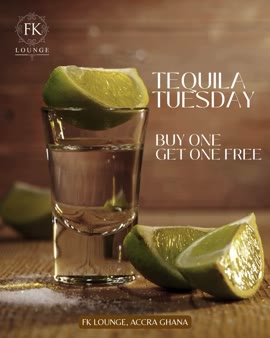 FK
LOUNGE
TEQUILA
TUESDAY
BUY ONE
GET ONE FREE
FK LOUNGE, ACCRA GHANA